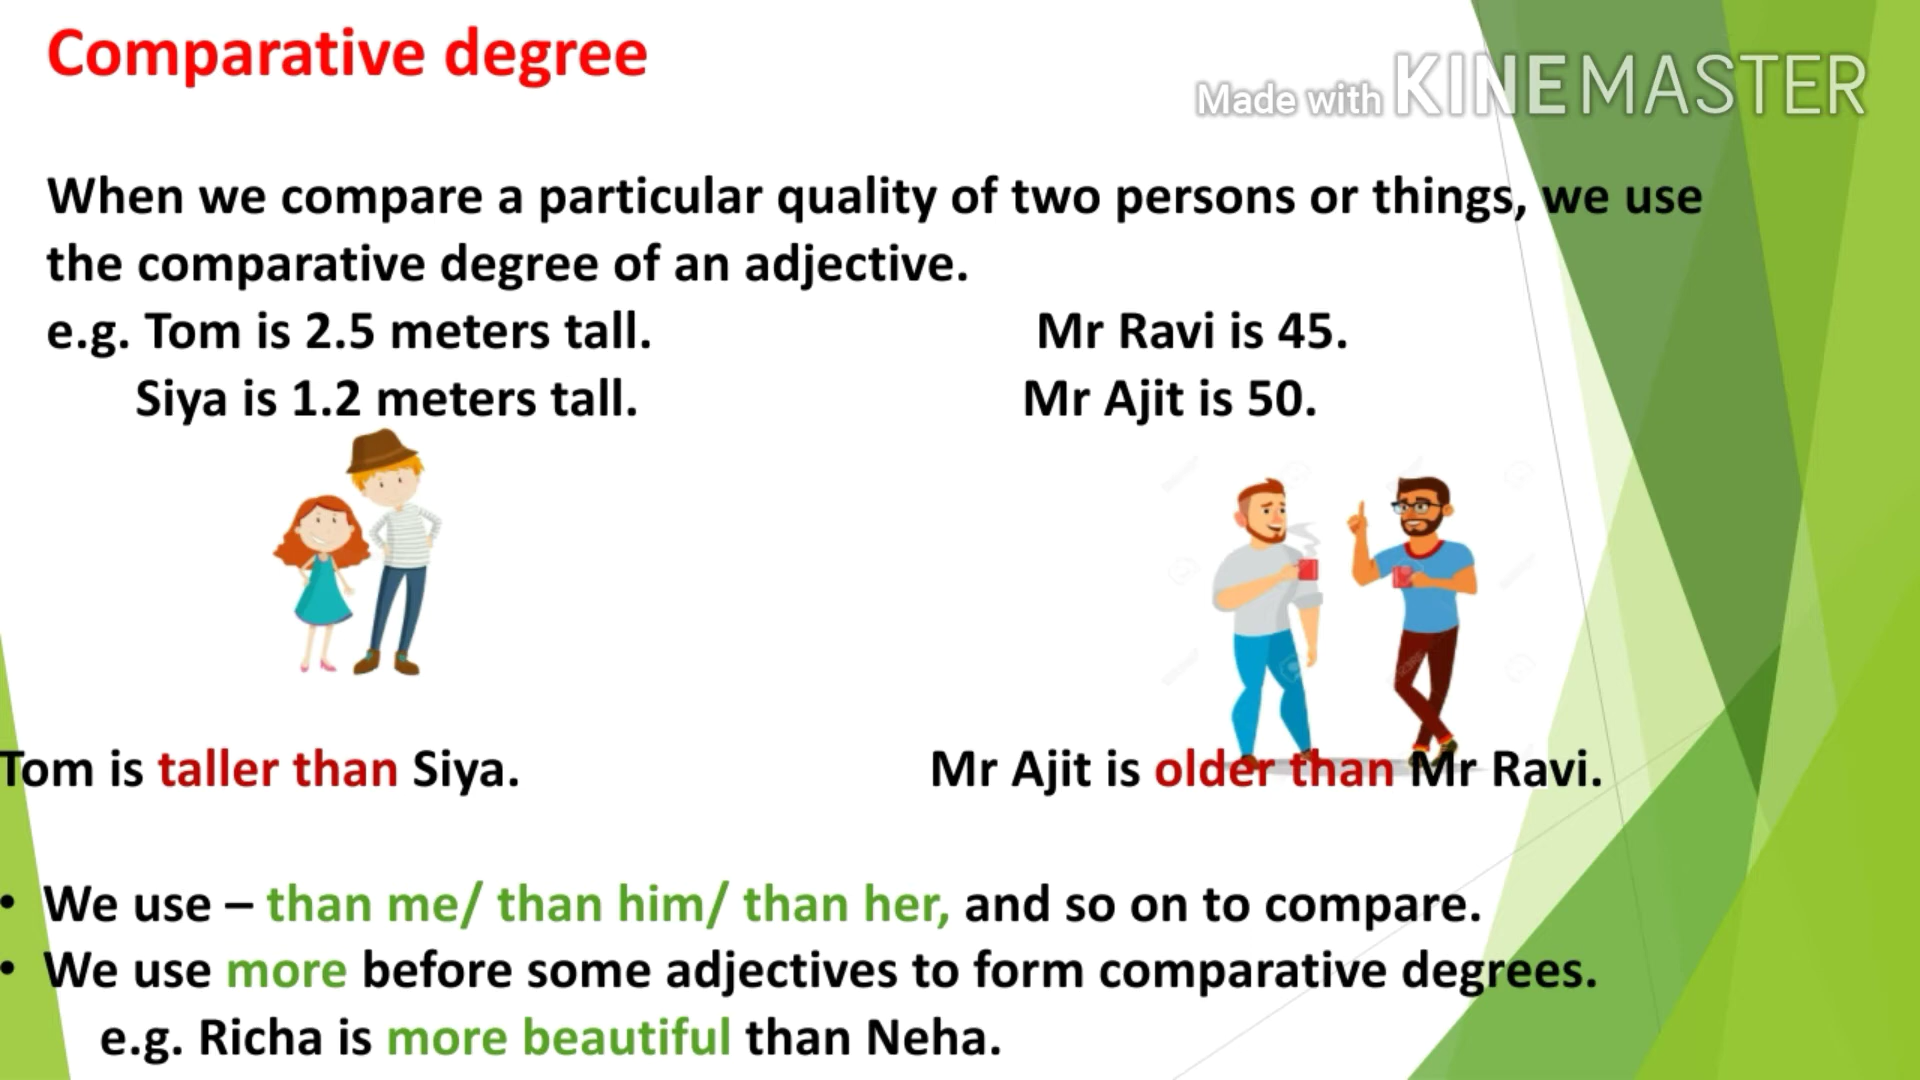 Comparative degree
Made with KINEMASTER
When we compare a particular quality of two persons or things, we use
the comparative degree of an adjective.
e.g. Tom is 2.5 meters tall. Mr Ravi is 45.
Siya is 1.2 meters tall. Mr Ajit is 50.
Tom is taller than Siya. Mr Ajit is older than Mr Ravi.
• We use – than me/ than him/ than her, and so on to compare.
• We use more before some adjectives to form comparative degrees.
e.g. Richa is more beautiful than Neha.